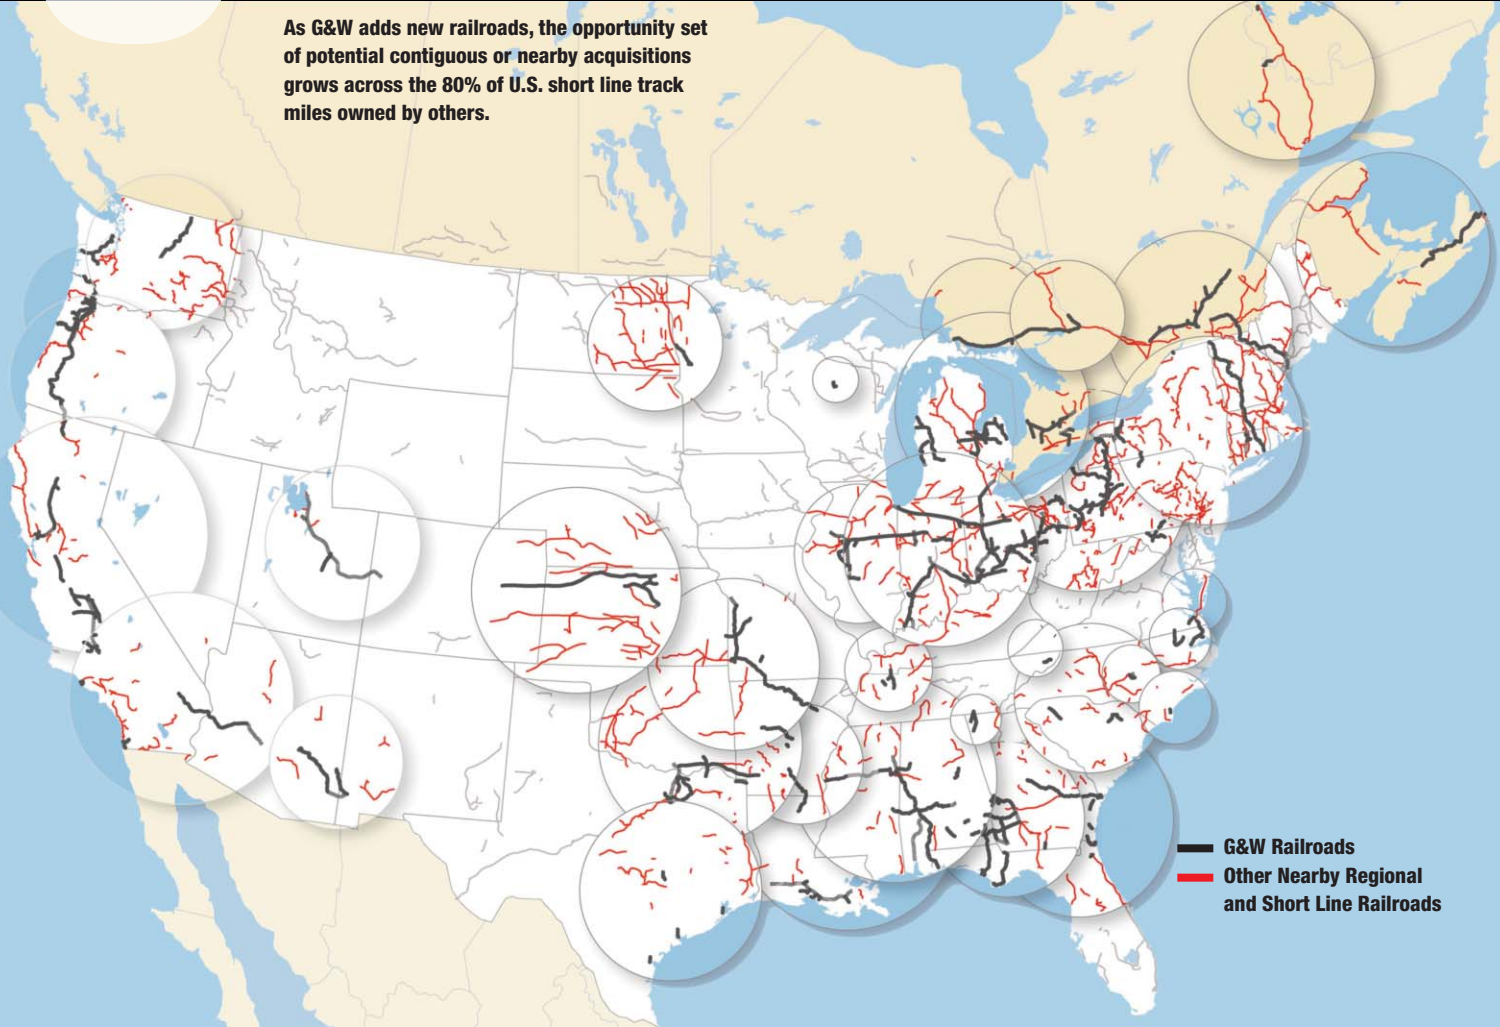 As G&W adds new railroads, the opportunity set
of potential contiguous or nearby acquisitions
grows across the 80% of U.S. short line track
miles owned by others.
G&W Railroads
Other Nearby Regional
and Short Line Railroads